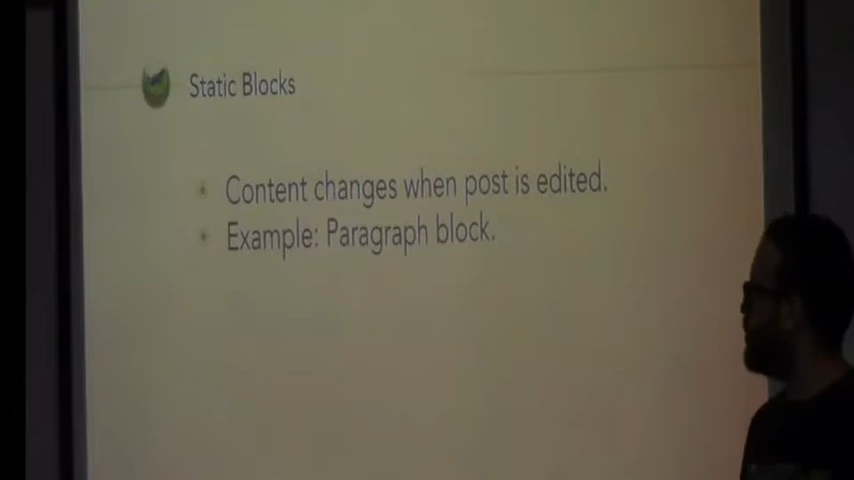 Static Blocks
Content changes when post is edited.
Example: Paragraph block.